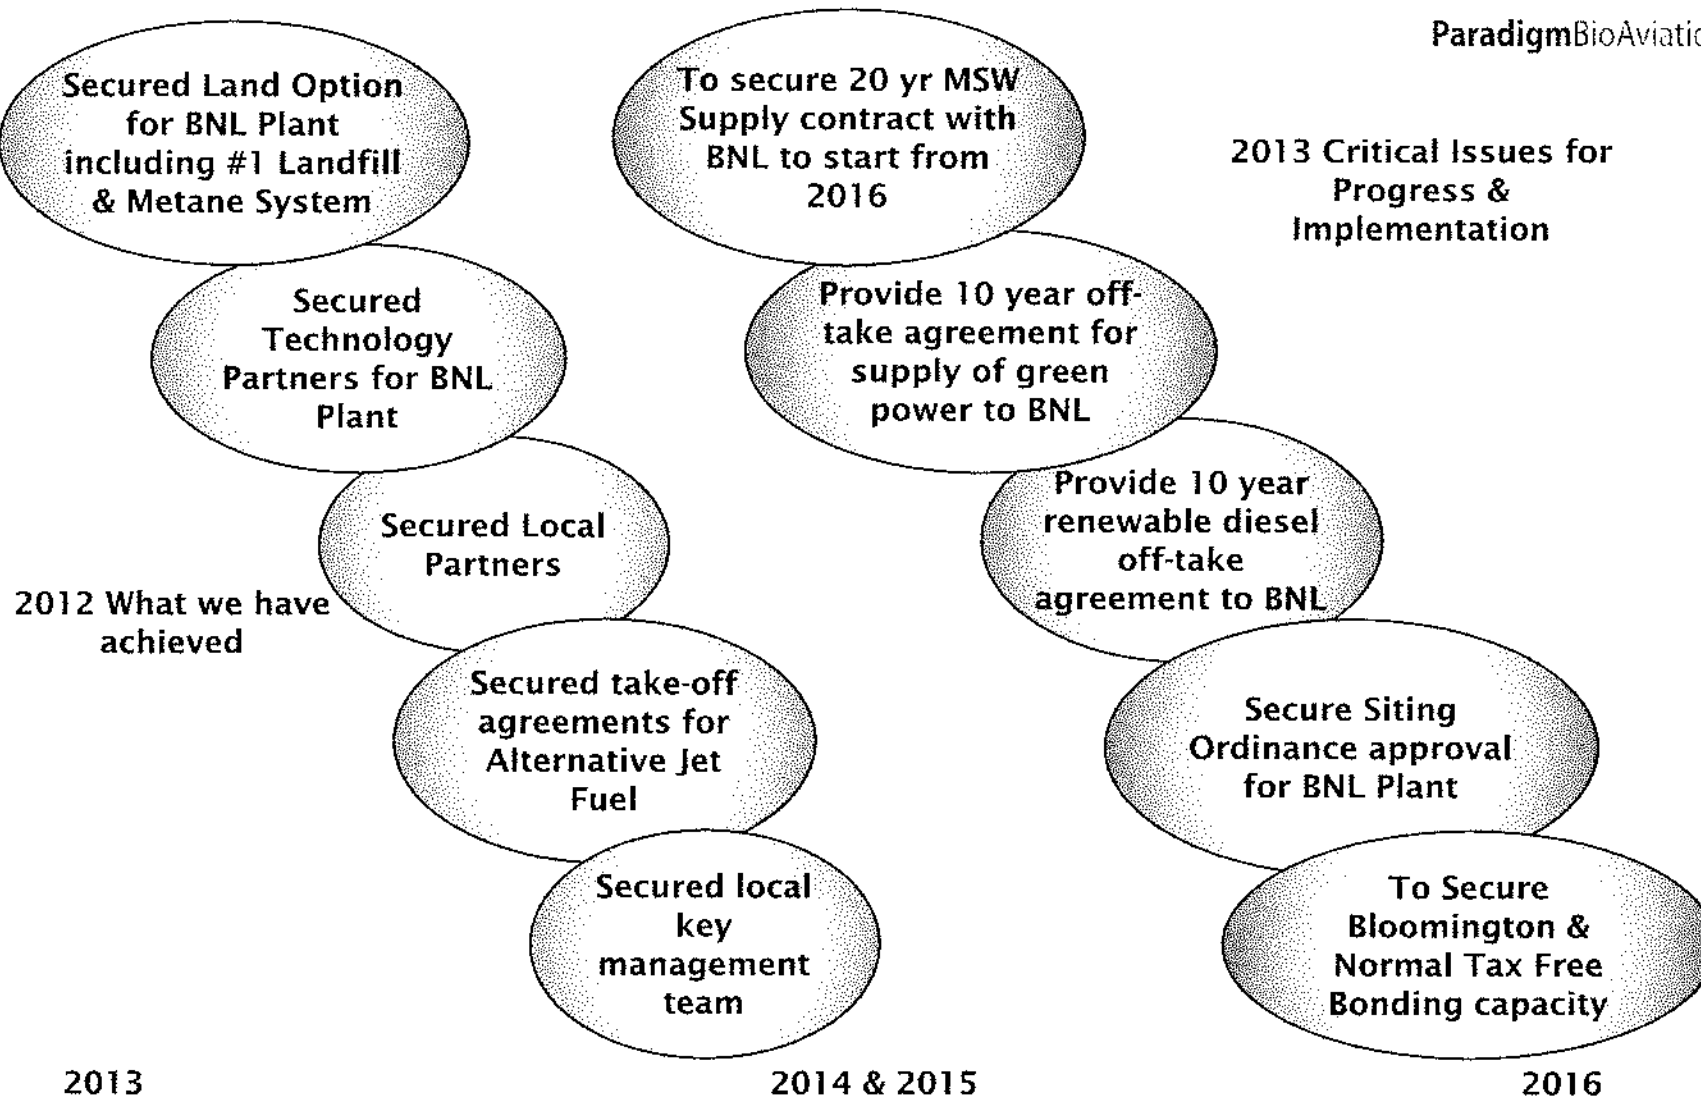 ParadigmBioAviatio
Secured Land Option
for BNL Plant
including #1 Landfill
& Metane System
Secured
Technology
Partners for BNL
Plant
Secured Local
Partners
2012 What we have
achieved
Secured take-off
agreements for
Alternative Jet
Fuel
Secured local
key
management
team
To secure 20 yr MSW
Supply contract with
BNL to start from
2016
2013 Critical Issues for
Progress &
Implementation
Provide 10 year off-
take agreement for
supply of green
power to BNL
Provide 10 year
renewable diesel
off-take
agreement to BNL
Secure Siting
Ordinance approval
for BNL Plant
To Secure
Bloomington &
Normal Tax Free
Bonding capacity
2013
2014 & 2015
2016